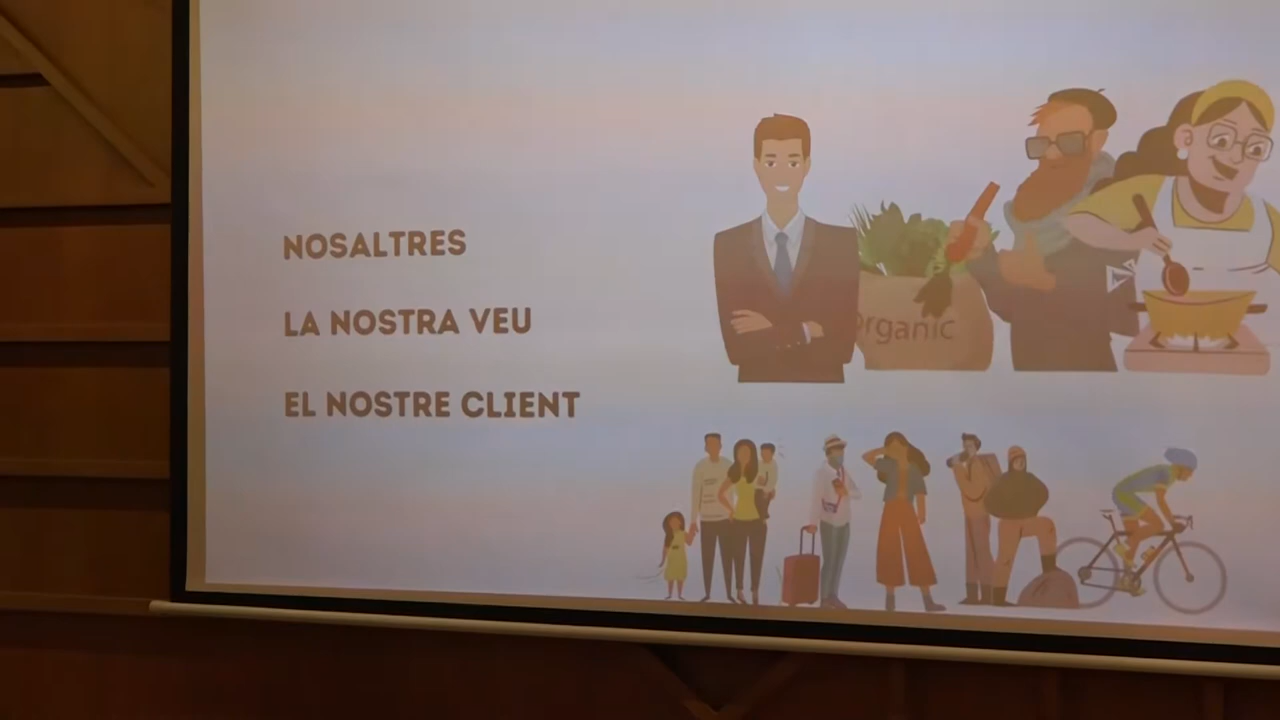 NOSALTRES
LA NOSTRA VEU
EL NOSTRE CLIENT
Organic